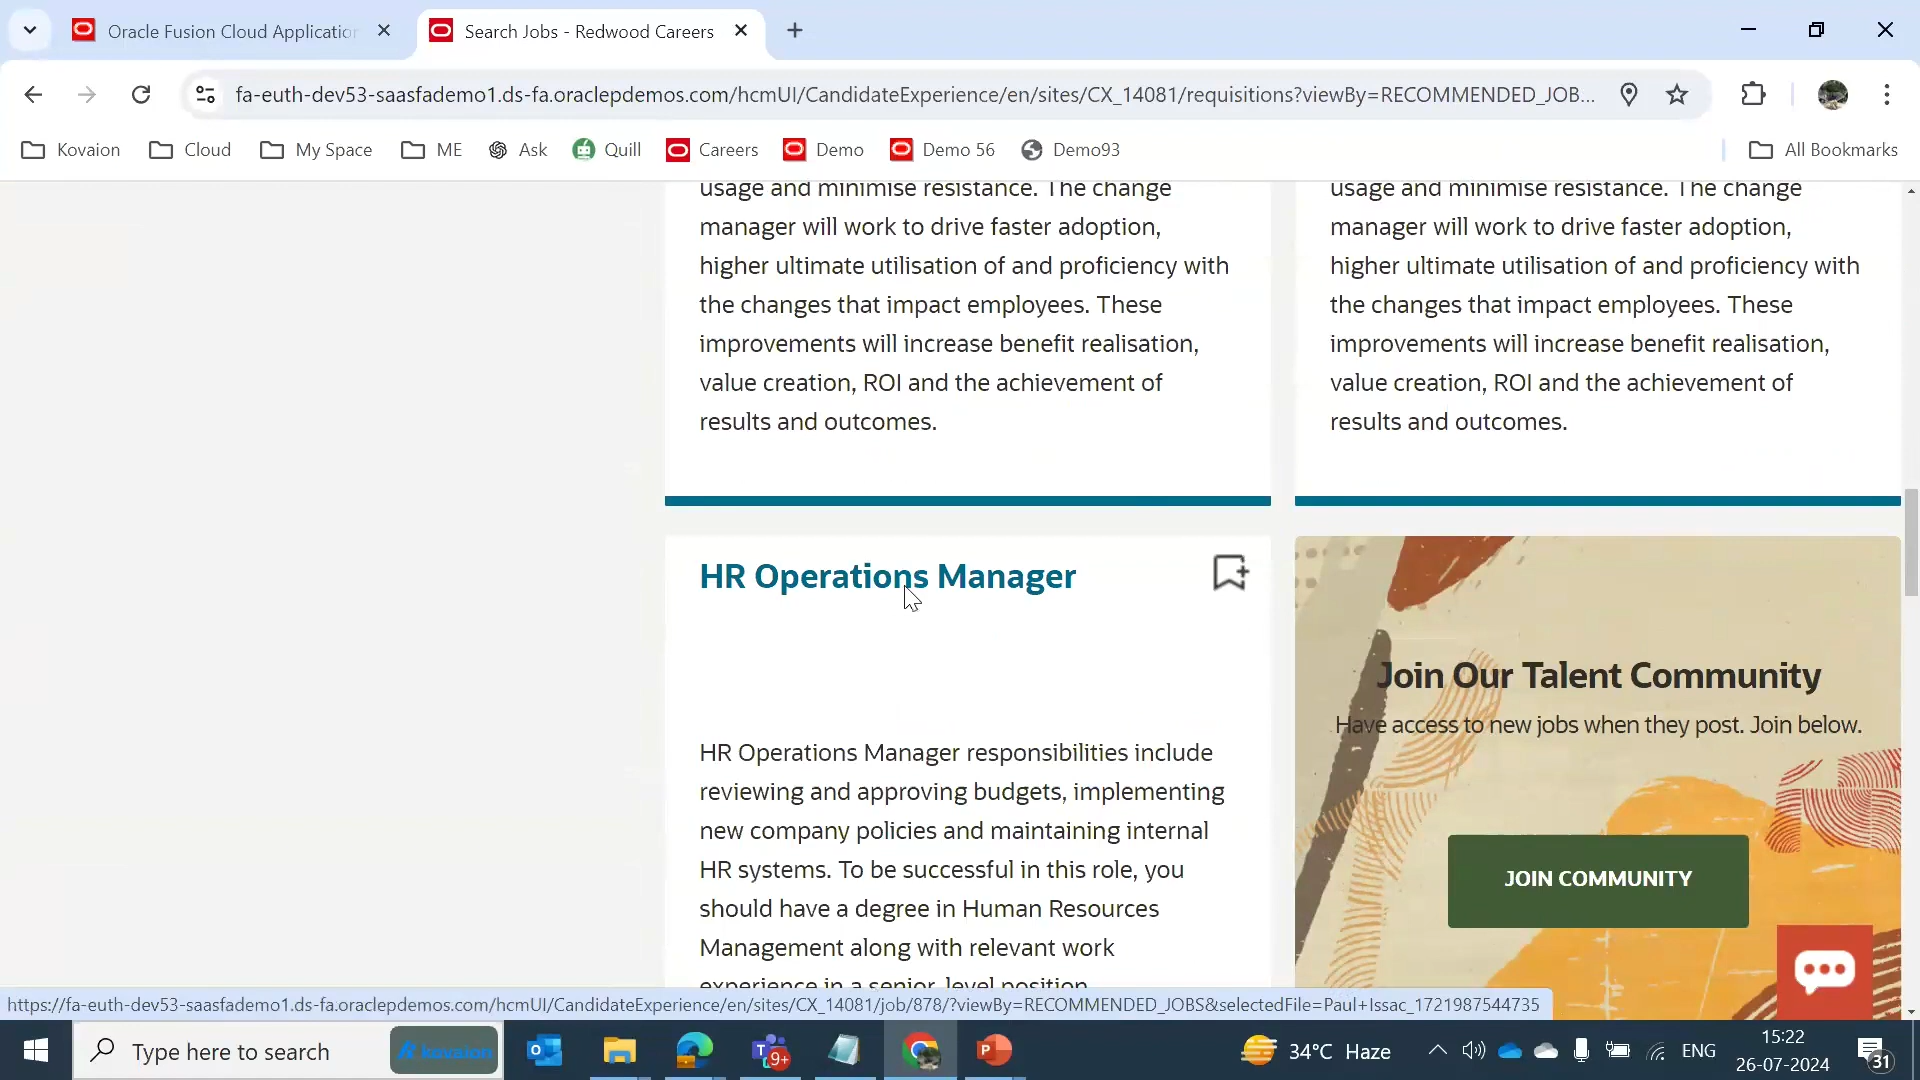 Oracle Fusion Cloud Application
Search Jobs - Redwood Careers
fa-euth-dev53-saasfademo1.ds-fa.oraclepdemos.com/hcmUI/CandidateExperience/en/sites/CX_14081/requisitions?viewBy=RECOMMENDED_JOB...
Kovaion
Cloud
My Space
ME
Ask
Quill
Careers
Demo
Demo 56
Demo93
All Bookmarks
usage and minimise resistance. The change
manager will work to drive faster adoption,
higher ultimate utilisation of and proficiency with
the changes that impact employees. These
improvements will increase benefit realisation,
value creation, ROI and the achievement of
results and outcomes.
usage and minimise resistance. The change
manager will work to drive faster adoption,
higher ultimate utilisation of and proficiency with
the changes that impact employees. These
improvements will increase benefit realisation,
value creation, ROI and the achievement of
results and outcomes.
HR Operations Manager
HR Operations Manager responsibilities include
reviewing and approving budgets, implementing
new company policies and maintaining internal
HR systems. To be successful in this role, you
should have a degree in Human Resources
Management along with relevant work
experience in a senior-level position.
Join Our Talent Community
Have access to new jobs when they post. Join below.
JOIN COMMUNITY
https://fa-euth-dev53-saasfademo1.ds-fa.oraclepdemos.com/hcmUI/CandidateExperience/en/sites/CX_14081/job/878/?viewBy=RECOMMENDED_JOBS&selectedFile=Paul+Issac_1721987544735
Type here to search
kovaion
9+
34°C Haze
ENG
15:22
26-07-2024
31